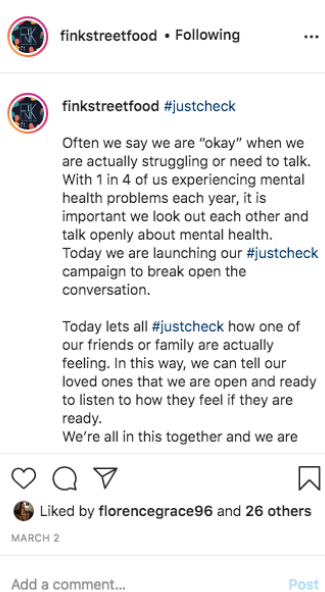 finkstreetfood • Following
finkstreetfood #justcheck
Often we say we are “okay” when we
are actually struggling or need to talk.
With 1 in 4 of us experiencing mental
health problems each year, it is
important we look out each other and
talk openly about mental health.
Today we are launching our #justcheck
campaign to break open the
conversation.
Today lets all #justcheck how one of
our friends or family are actually
feeling. In this way, we can tell our
loved ones that we are open and ready
to listen to how they feel if they are
ready.
We’re all in this together and we are
Liked by florencegrace96 and 26 others
MARCH 2
Add a comment... Post